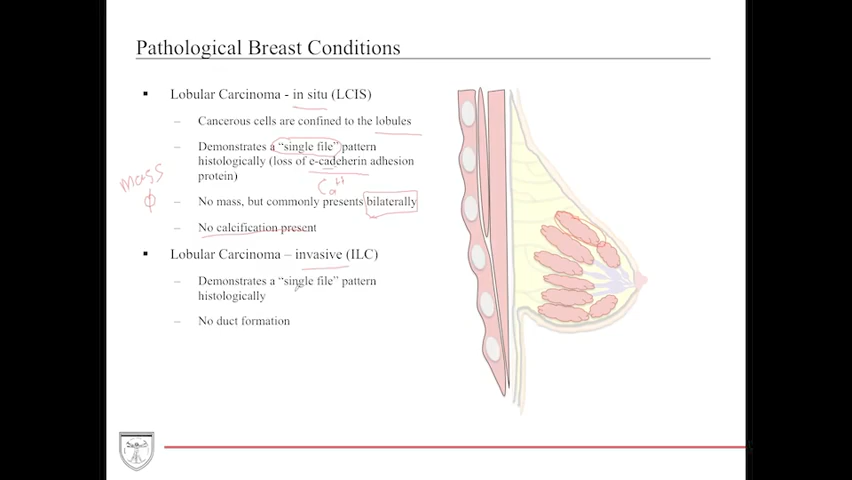 Pathological Breast Conditions
▪ Lobular Carcinoma - in situ (LCIS)
– Cancerous cells are confined to the lobules
– Demonstrates a “single file” pattern
histologically (loss of e-cadeherin adhesion
protein)
mass
ϕ
Ca++
– No mass, but commonly presents bilaterally
– No calcification present
▪ Lobular Carcinoma – invasive (ILC)
– Demonstrates a “single file” pattern
histologically
– No duct formation